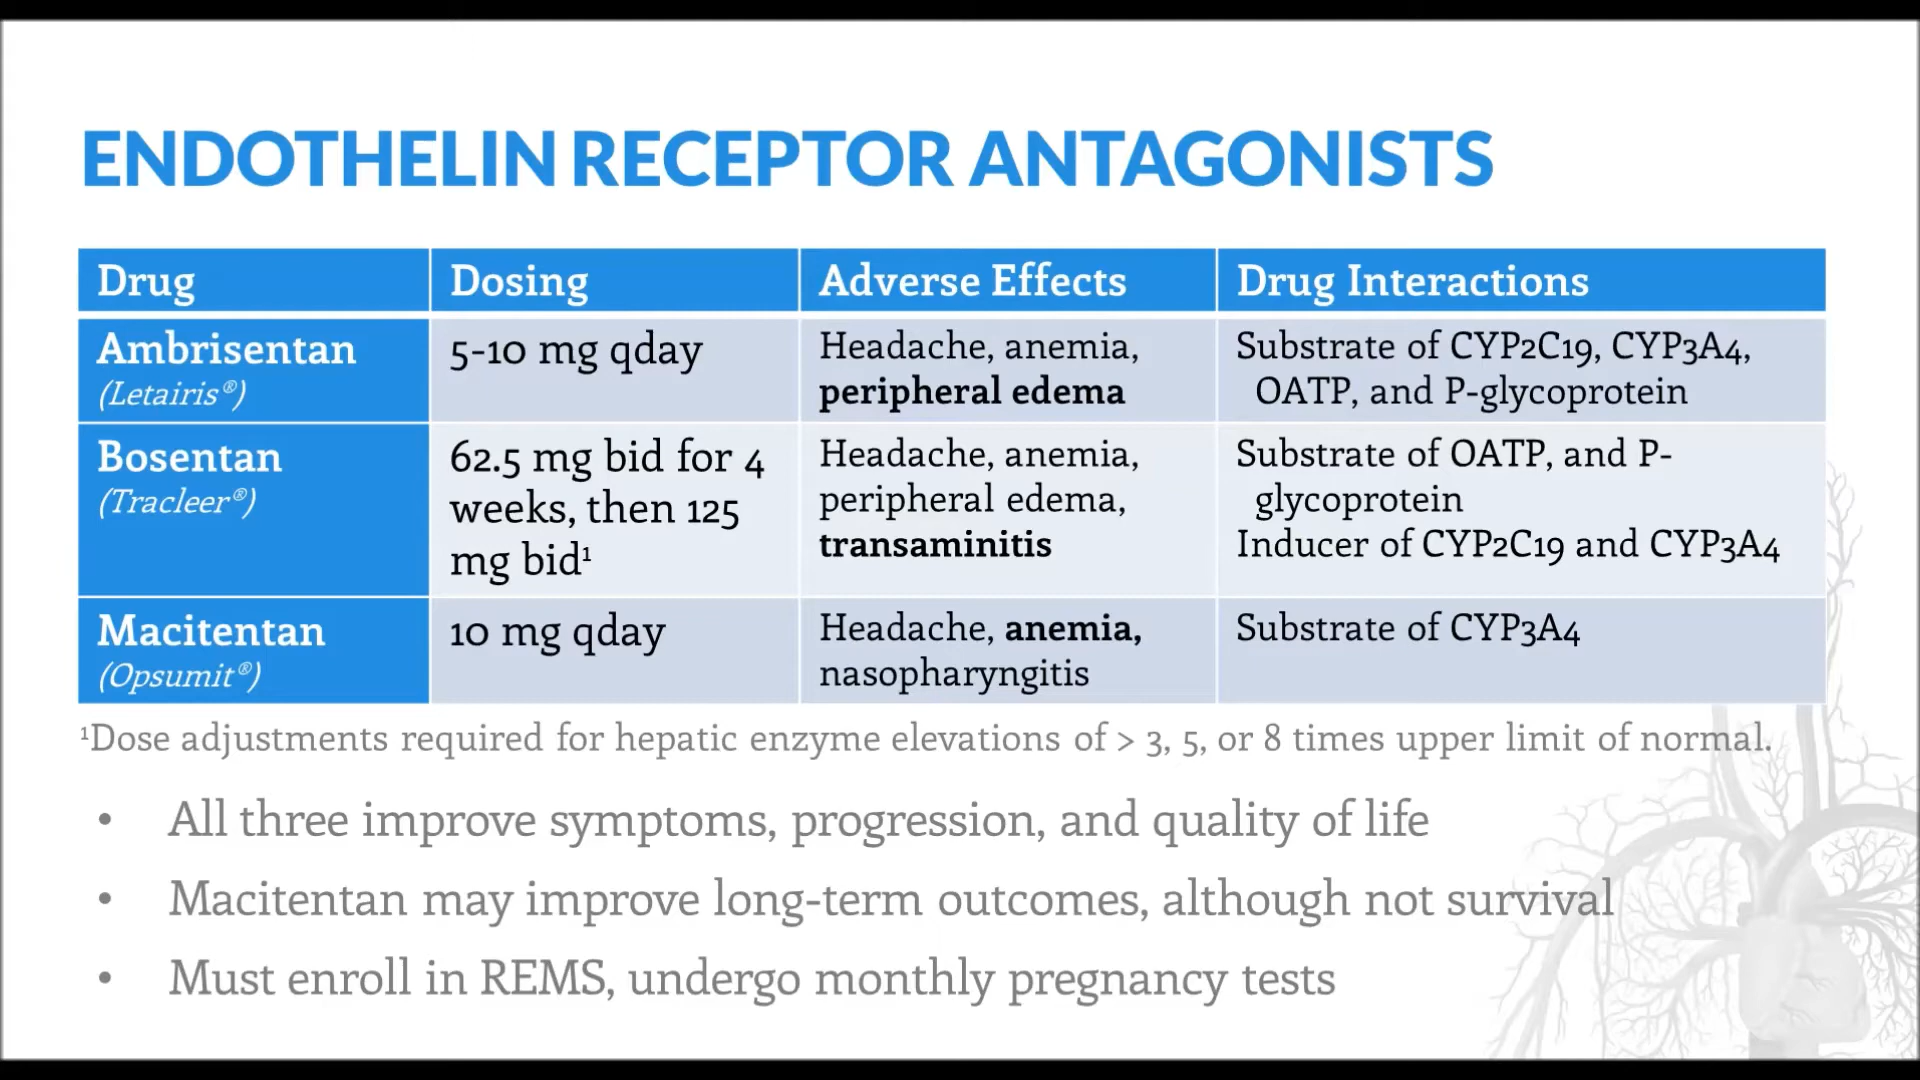 ENDOTHELIN RECEPTOR ANTAGONISTS
Drug Dosing Adverse Effects Drug Interactions
Ambrisentan
(Letairis®)
5-10 mg qday
Headache, anemia,
peripheral edema
Substrate of CYP2C19, CYP3A4,
OATP, and P-glycoprotein
Bosentan
(Tracleer®)
62.5 mg bid for 4
weeks, then 125
mg bid¹
Headache, anemia,
peripheral edema,
transaminitis
Substrate of OATP, and P-
glycoprotein
Inducer of CYP2C19 and CYP3A4
Macitentan
(Opsumit®)
10 mg qday
Headache, anemia,
nasopharyngitis
Substrate of CYP3A4
¹Dose adjustments required for hepatic enzyme elevations of > 3, 5, or 8 times upper limit of normal.
• All three improve symptoms, progression, and quality of life
• Macitentan may improve long-term outcomes, although not survival
• Must enroll in REMS, undergo monthly pregnancy tests